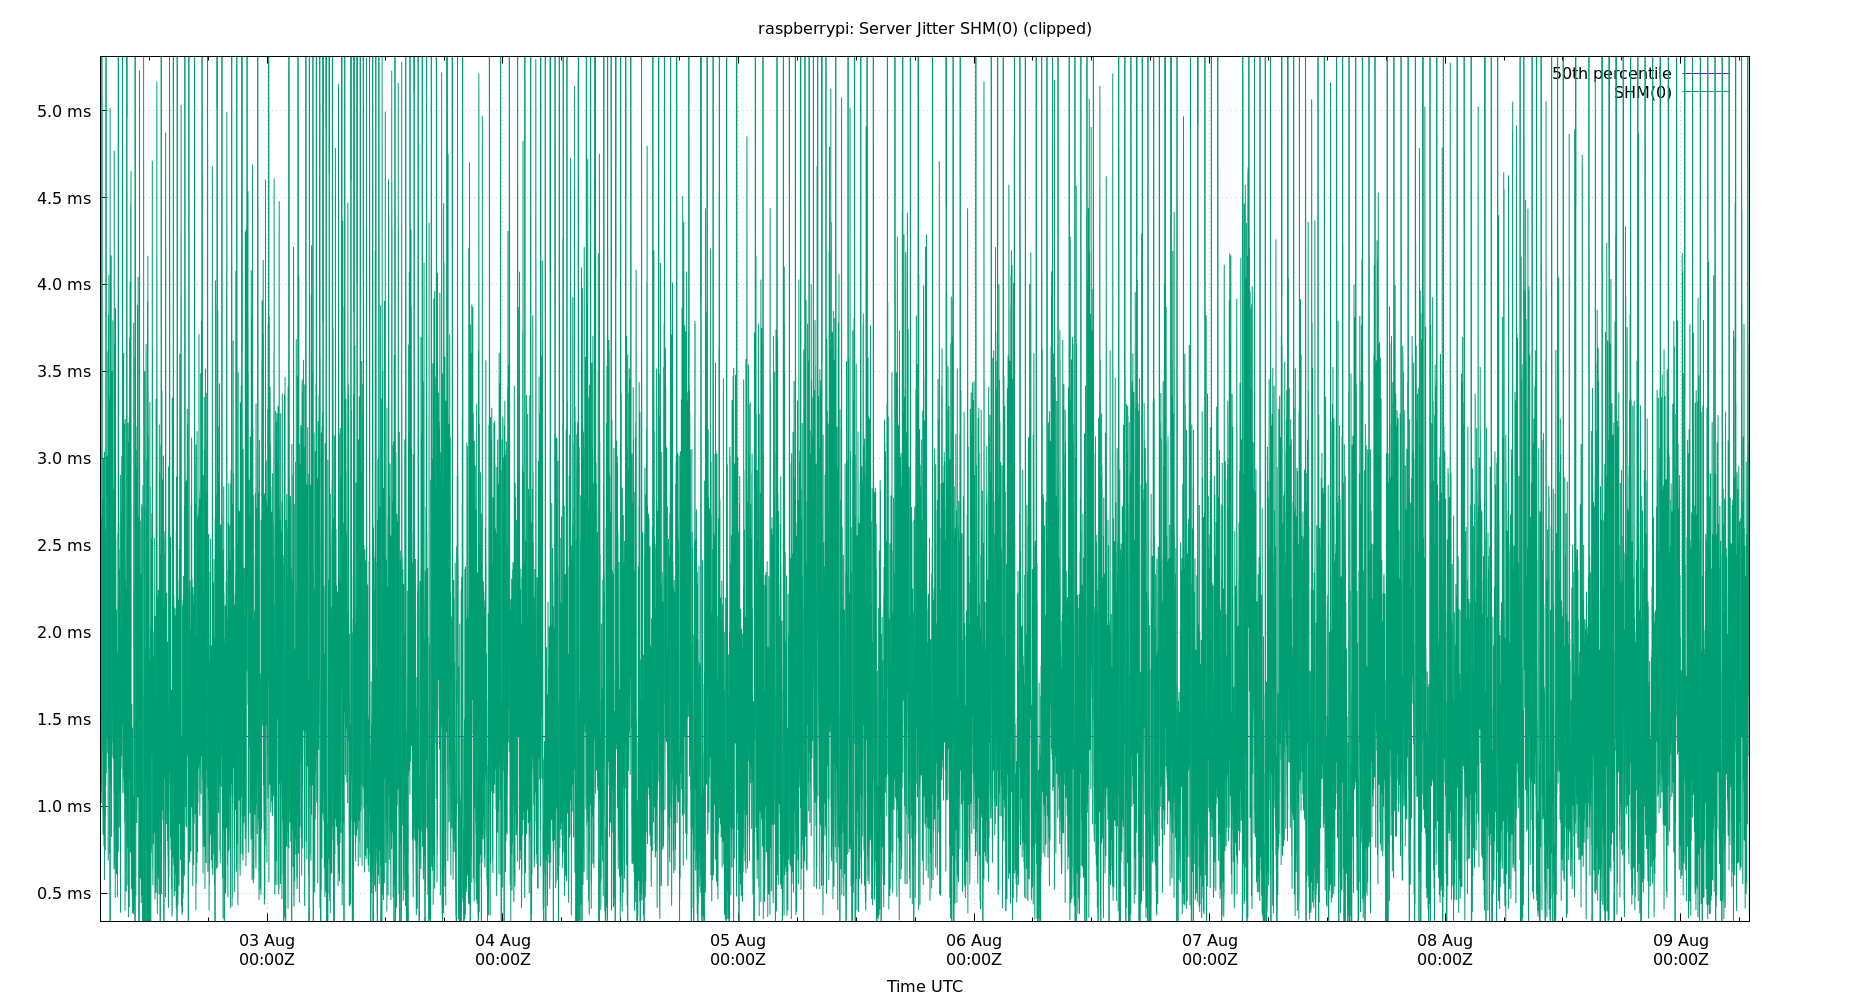 raspberrypi: Server Jitter SHM(0) (clipped)
50th percentile
SHM(0)
5.0 ms
4.5 ms
4.0 ms
3.5 ms
3.0 ms
2.5 ms
2.0 ms
1.5 ms
1.0 ms
0.5 ms
03 Aug 04 Aug 05 Aug 06 Aug 07 Aug 08 Aug 09 Aug
00:00Z 00:00Z 00:00Z 00:00Z 00:00Z 00:00Z 00:00Z
Time UTC